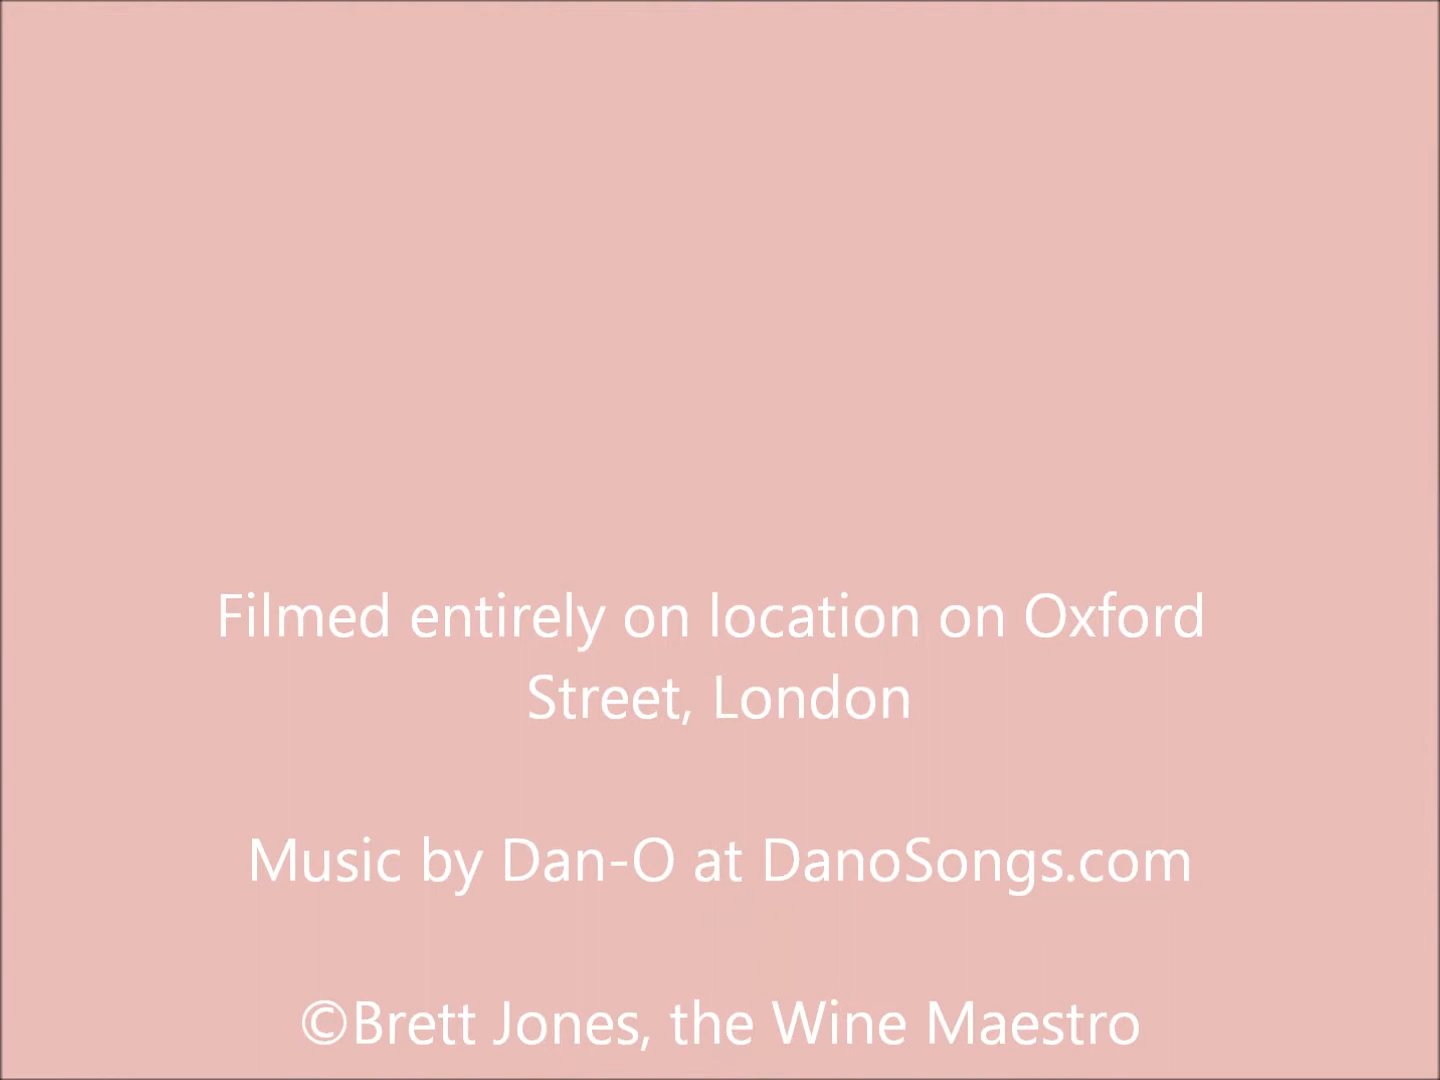 Filmed entirely on location on Oxford
Street, London
Music by Dan-O at DanoSongs.com
©Brett Jones, the Wine Maestro